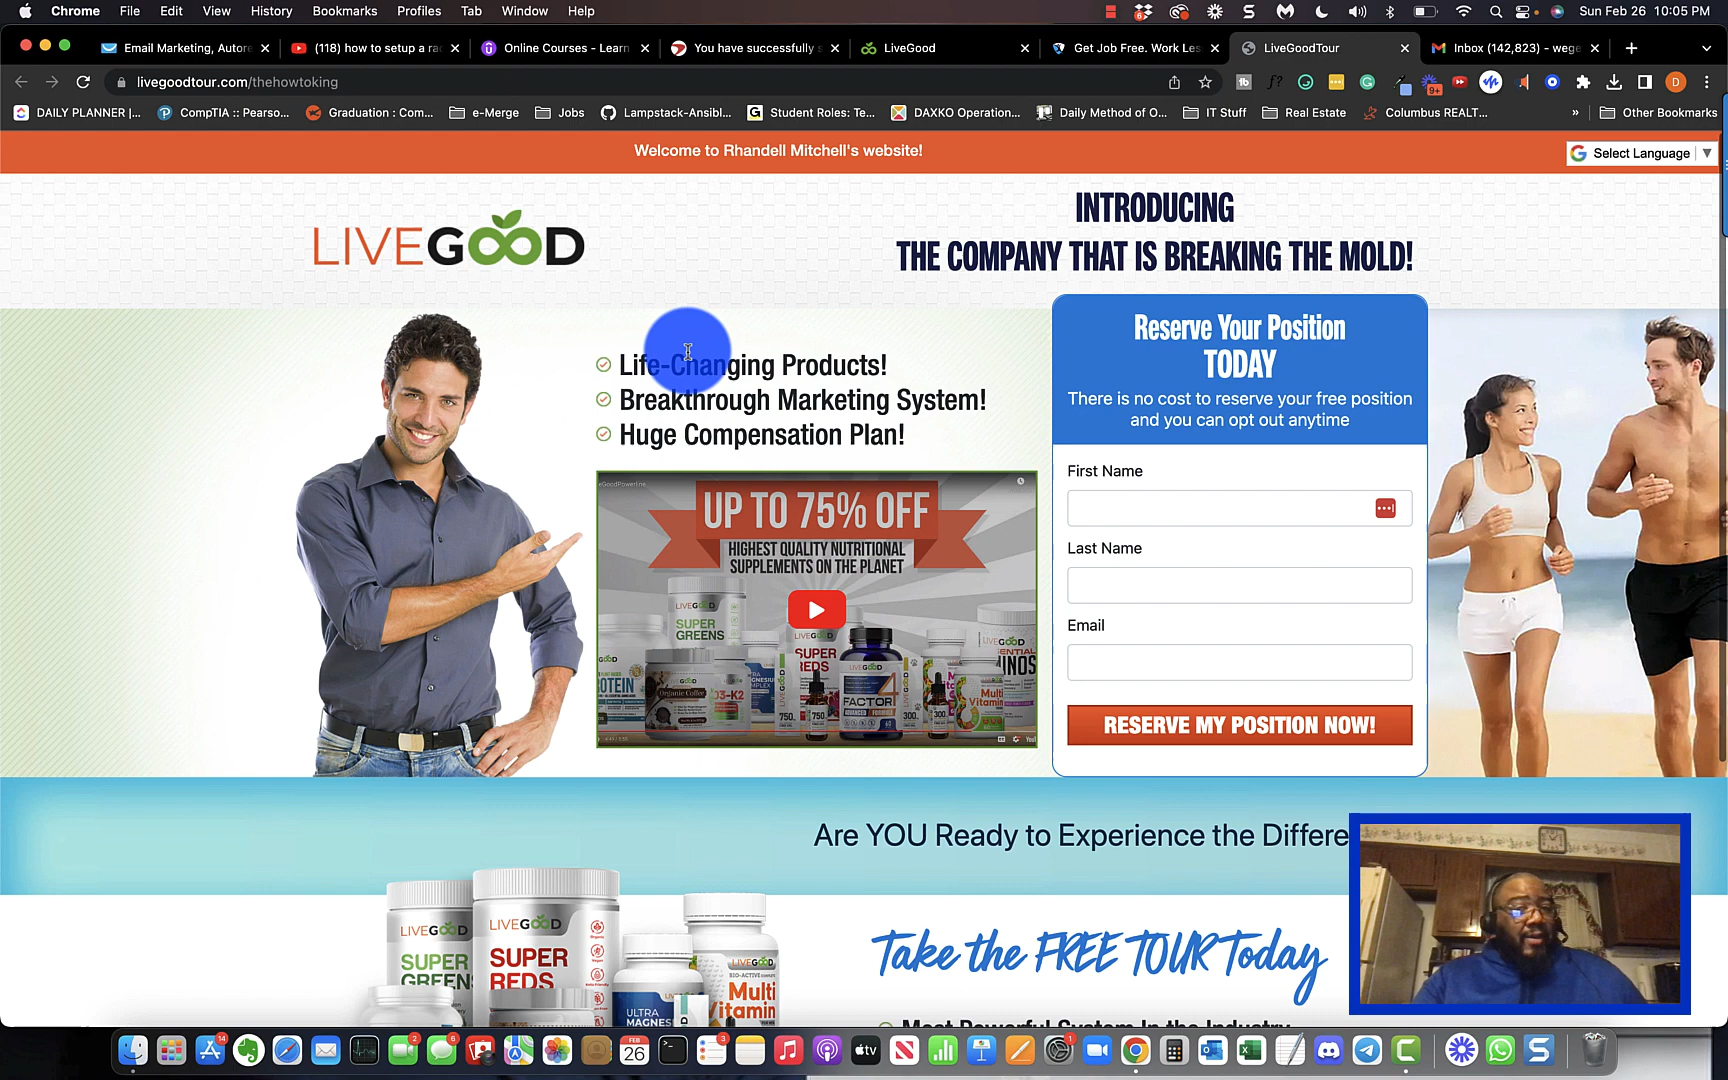 Chrome File Edit View History Bookmarks Profiles Tab Window Help
Sun Feb 26 10:05 PM
Email Marketing, Autore
(118) how to setup a ra
Online Courses - Learn
You have successfully s
LiveGood
Get Job Free. Work Les
LiveGoodTour
Inbox (142,823) - wege
livegoodtour.com/thehowtoking
DAILY PLANNER |...
CompTIA :: Pearso...
Graduation : Com...
e-Merge
Jobs
Lampstack-Ansibl...
Student Roles: Te...
DAXKO Operation...
Daily Method of O...
IT Stuff
Real Estate
Columbus REALT...
»
Other Bookmarks
Welcome to Rhandell Mitchell's website!
Select Language
LIVEGOOD
INTRODUCING
THE COMPANY THAT IS BREAKING THE MOLD!
Life-Changing Products!
Breakthrough Marketing System!
Huge Compensation Plan!
UP TO 75% OFF
HIGHEST QUALITY NUTRITIONAL
SUPPLEMENTS ON THE PLANET
LIVEGOOD
SUPER
GREENS
Organic Coffee
D3-K2
SUPER
REDS
FACTOR 4
Multi
Vitamin
Reserve Your Position
TODAY
There is no cost to reserve your free position
and you can opt out anytime
First Name
Last Name
Email
RESERVE MY POSITION NOW!
Are YOU Ready to Experience the Differe
Take the FREE TOUR Today
LIVEGOOD
SUPER
GREENS
LIVEGOOD
SUPER
REDS
ULTRA
MAGNES
LIVEGOOD
BIO-ACTIVE COMPLETE
Multi
Vitamin
Most Powerful System In the Industry
FEB
26
tv